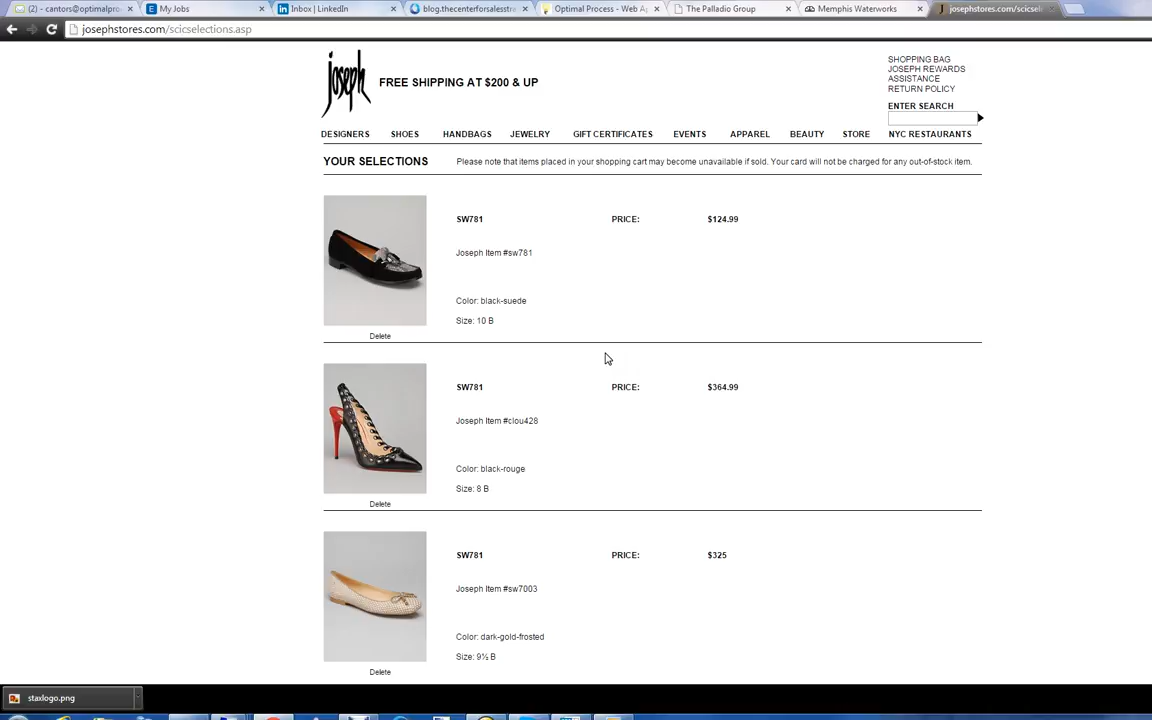 (2) - cantors@optimalpro
My Jobs
Inbox | LinkedIn
blog.thecenterforsalesstre
Optimal Process - Web Ap
The Palladio Group
Memphis Waterworks
josephstores.com/scicsele
josephstores.com/scicselections.asp
joseph
FREE SHIPPING AT $200 & UP
SHOPPING BAG
JOSEPH REWARDS
ASSISTANCE
RETURN POLICY
ENTER SEARCH
DESIGNERS SHOES HANDBAGS JEWELRY GIFT CERTIFICATES EVENTS APPAREL BEAUTY STORE NYC RESTAURANTS
YOUR SELECTIONS Please note that items placed in your shopping cart may become unavailable if sold. Your card will not be charged for any out-of-stock item.
SW781 PRICE: $124.99
Joseph Item #sw781
Color: black-suede
Size: 10 B
Delete
SW781 PRICE: $364.99
Joseph Item #clou428
Color: black-rouge
Size: 8 B
Delete
SW781 PRICE: $325
Joseph Item #sw7003
Color: dark-gold-frosted
Size: 9½ B
Delete
staxlogo.png